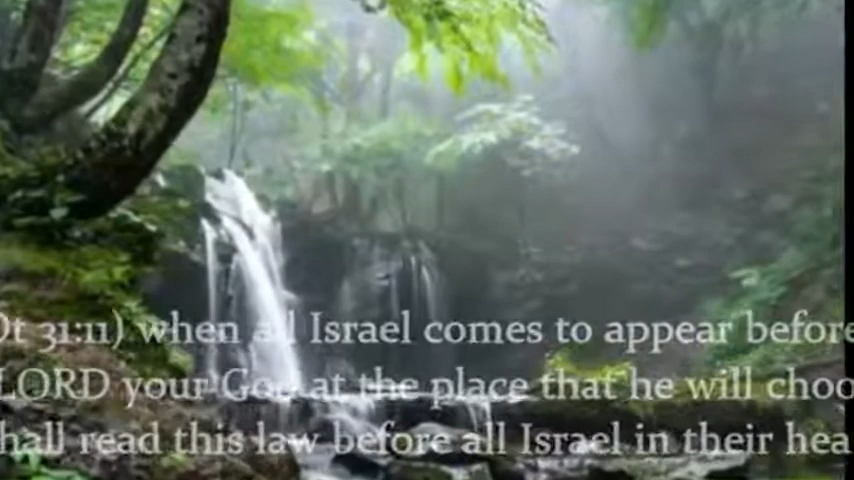 Dt 31:11) when all Israel comes to appear before
LORD your God at the place that he will choo
hall read this law before all Israel in their hea